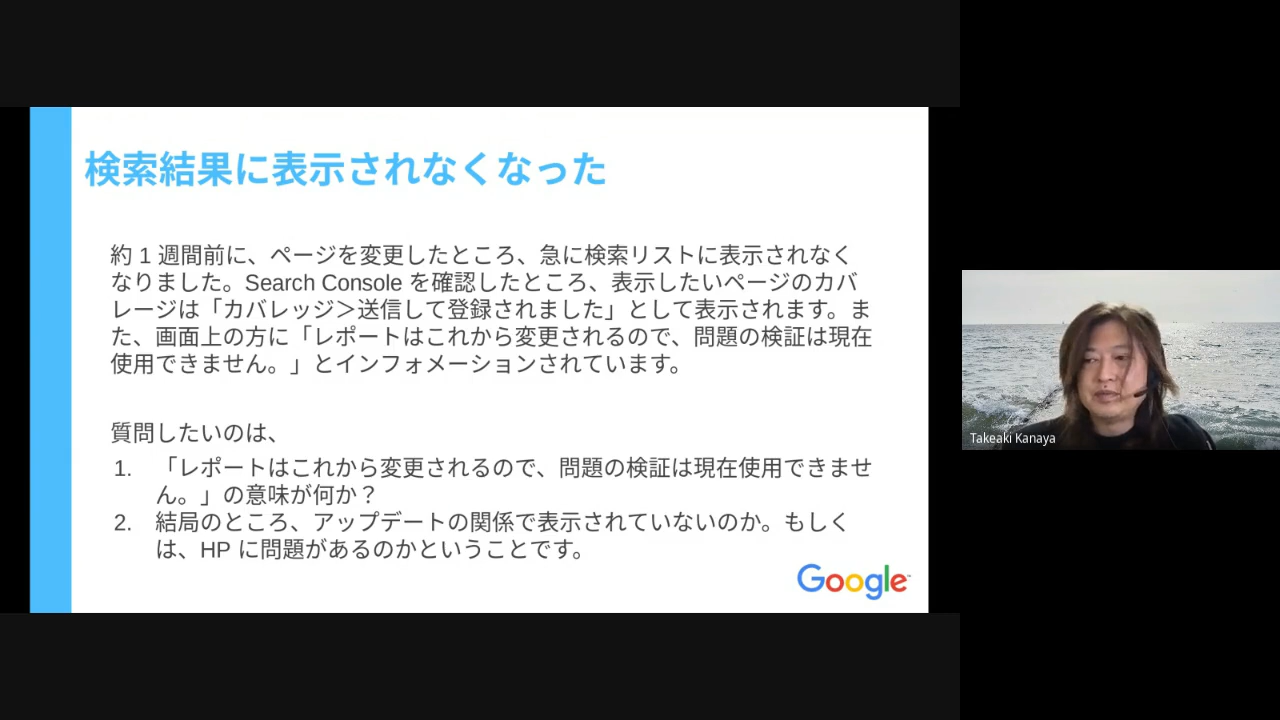 検索結果に表示されなくなった
約 1 週間前に、ページを変更したところ、急に検索リストに表示されなく
なりました。Search Console を確認したところ、表示したいページのカバ
レージは「カバレッジ＞送信して登録されました」として表示されます。ま
た、画面上の方に「レポートはこれから変更されるので、問題の検証は現在
使用できません。」とインフォメーションされています。
質問したいのは、
1. 「レポートはこれから変更されるので、問題の検証は現在使用できませ
ん。」の意味が何か？
2. 結局のところ、アップデートの関係で表示されていないのか。もしく
は、HP に問題があるのかということです。
Google
Takeaki Kanaya